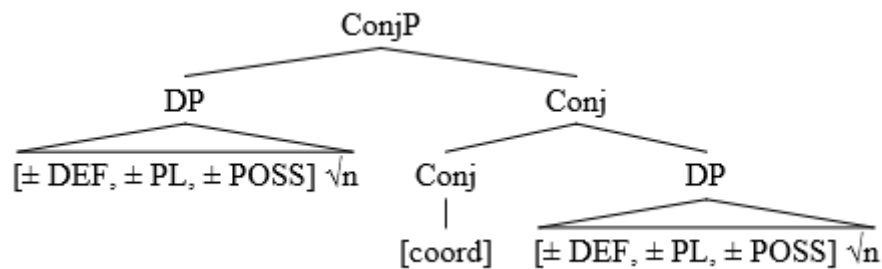 ConjP
DP Conj
[± DEF, ± PL, ± POSS] √n Conj DP
[coord] [± DEF, ± PL, ± POSS] √n